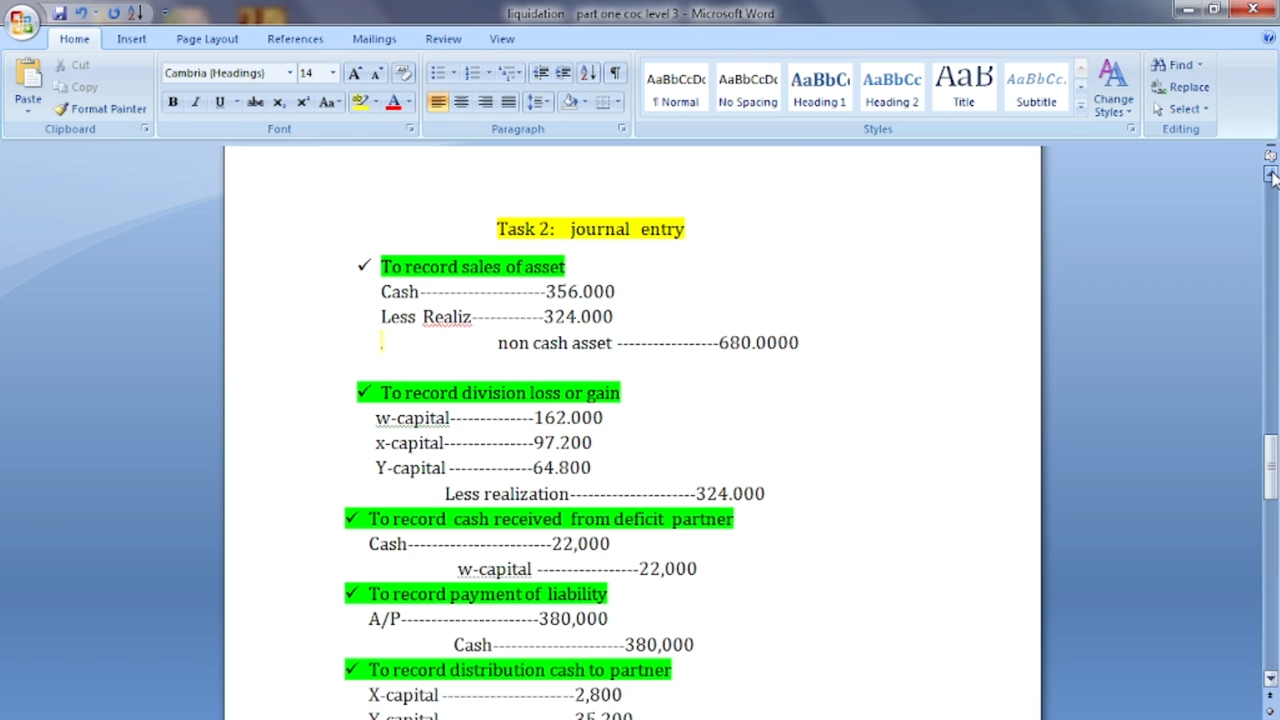 liquidation part one coc level 3 - Microsoft Word
Home Insert Page Layout References Mailings Review View
Paste
Cut
Copy
Format Painter
Clipboard
Cambria (Headings) 14
Font
Paragraph
AaBbCcDc AaBbCcDc AaBbC AaBbCc AaB AaBbCc.
¶ Normal No Spacing Heading 1 Heading 2 Title Subtitle
Change Styles
Styles
Find
Replace
Select
Editing
Task 2: journal entry
✓ To record sales of asset
Cash---------------------356.000
Less Realiz------------324.000
. non cash asset -----------------680.0000
✓ To record division loss or gain
w-capital--------------162.000
x-capital---------------97.200
Y-capital --------------64.800
Less realization---------------------324.000
✓ To record cash received from deficit partner
Cash------------------------22,000
w-capital -----------------22,000
✓ To record payment of liability
A/P-----------------------380,000
Cash----------------------380,000
✓ To record distribution cash to partner
X-capital ----------------------2,800
Y-capital ----------------------35,200